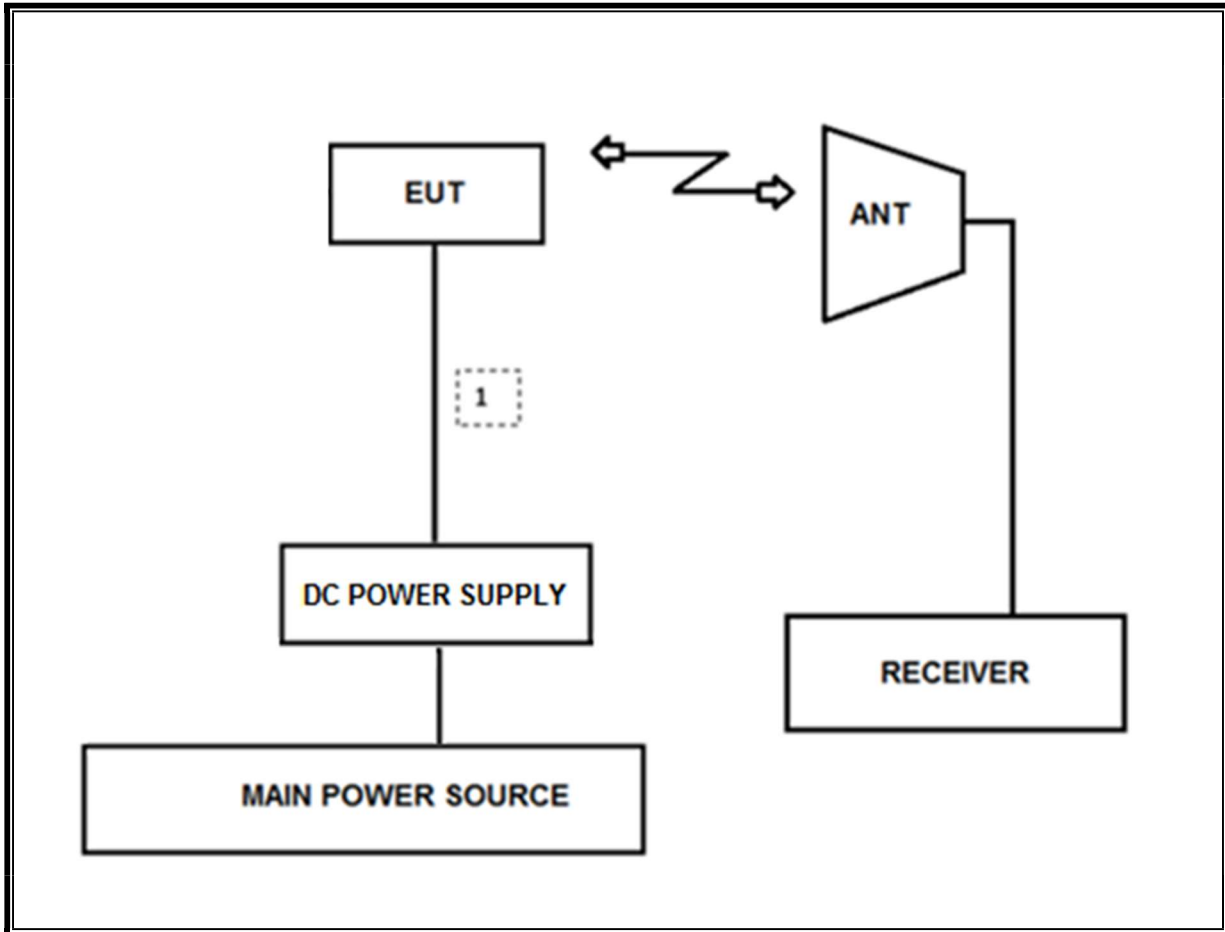 EUT
ANT
1
DC POWER SUPPLY
RECEIVER
MAIN POWER SOURCE